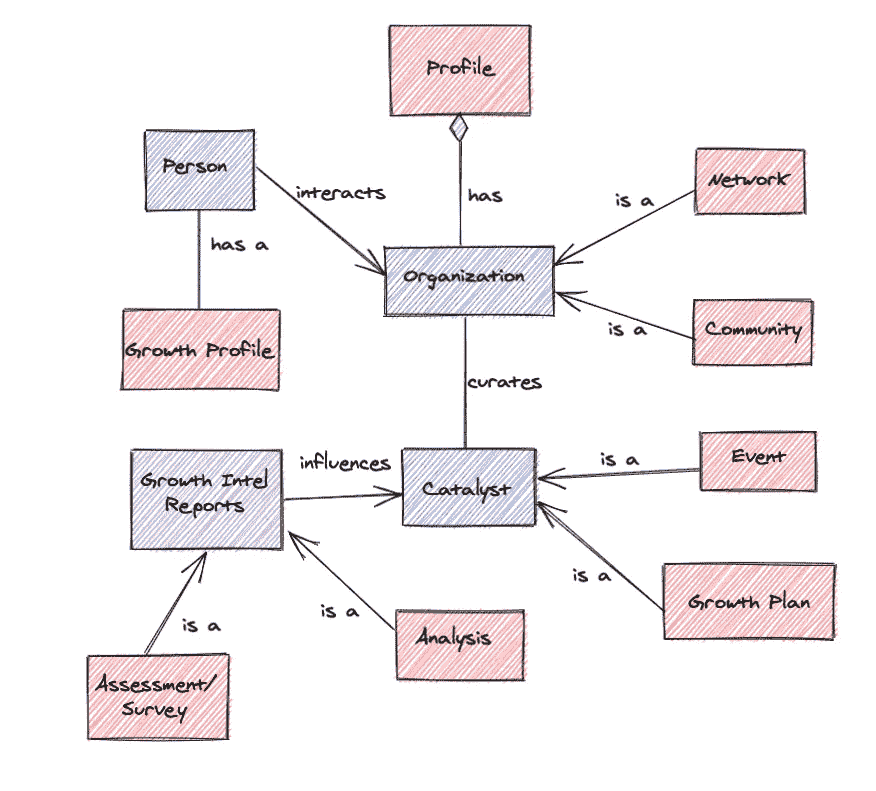 Profile
Person
interacts
has
Network
is a
has a
Organization
Growth Profile
is a
Community
curates
Growth Intel
Reports
influences
Catalyst
is a
Event
is a
Growth Plan
is a
is a
Analysis
Assessment/
Survey